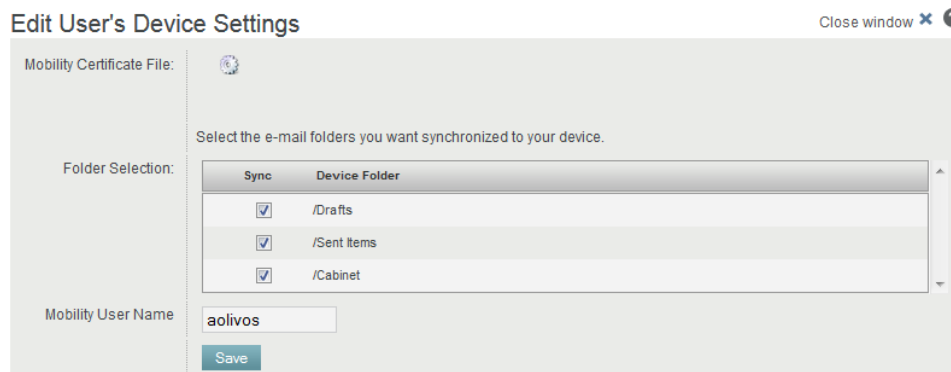 Edit User's Device Settings
Close window
Mobility Certificate File:
Select the e-mail folders you want synchronized to your device.
Folder Selection:
Sync Device Folder
/Drafts
/Sent Items
/Cabinet
Mobility User Name aolivos
Save